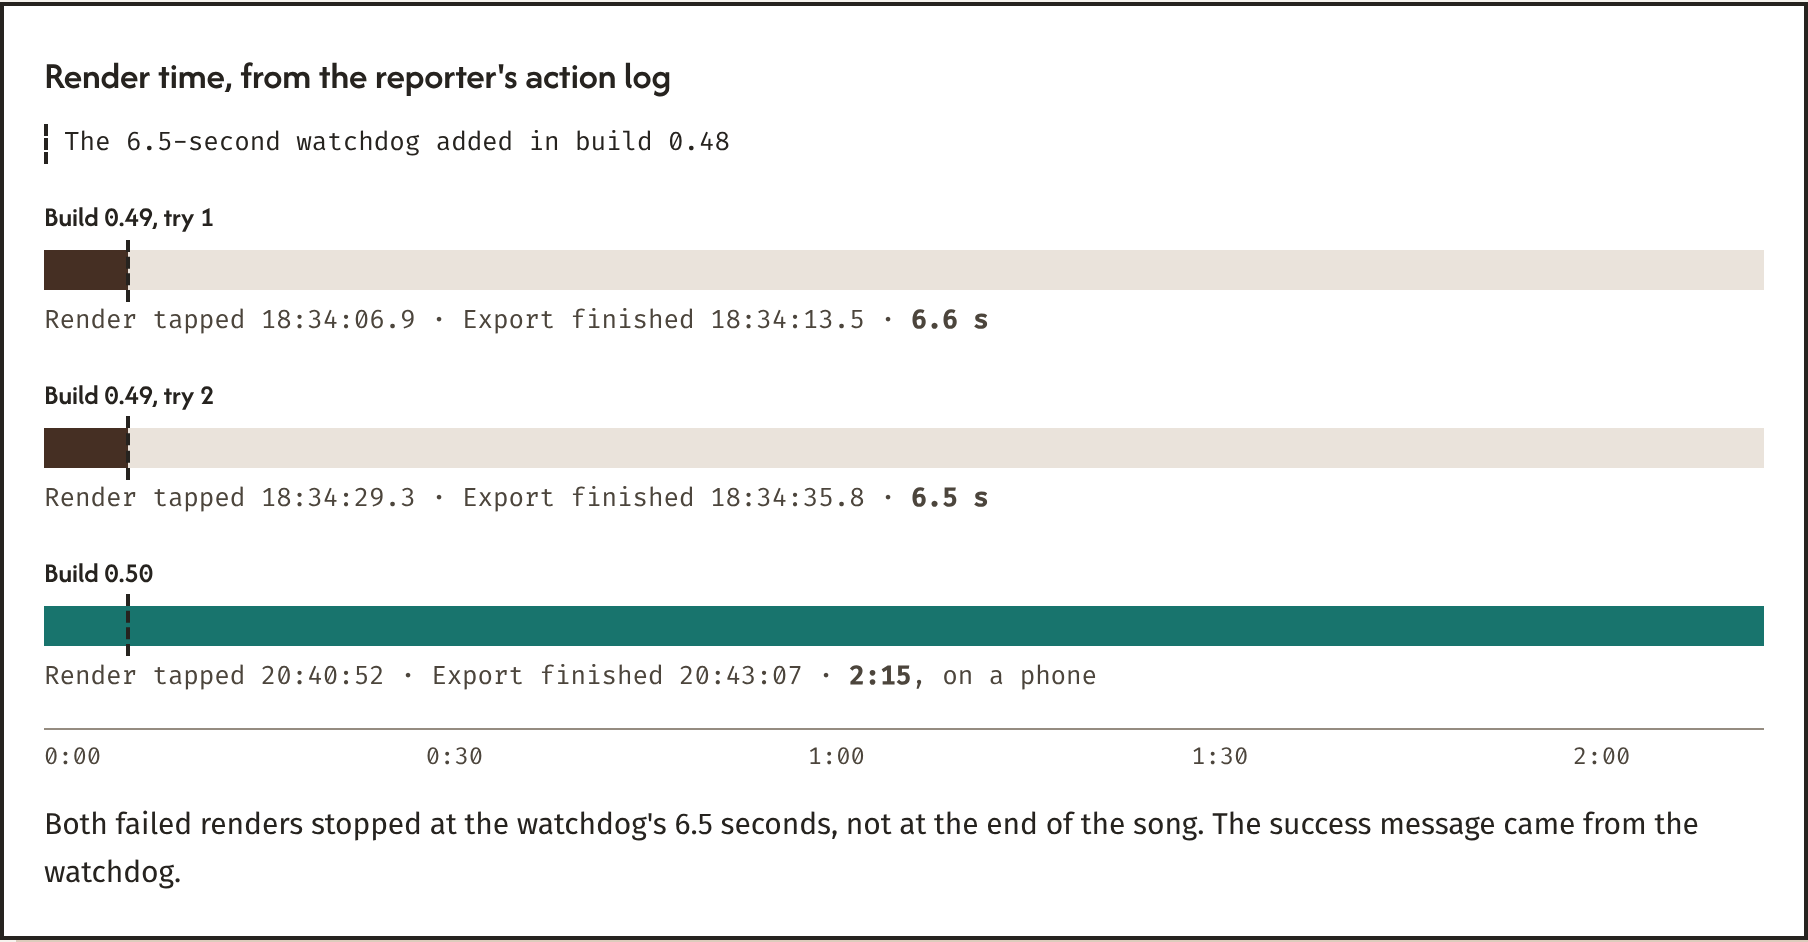 Render time, from the reporter's action log
The 6.5-second watchdog added in build 0.48
Build 0.49, try 1
Render tapped 18:34:06.9 · Export finished 18:34:13.5 · 6.6 s
Build 0.49, try 2
Render tapped 18:34:29.3 · Export finished 18:34:35.8 · 6.5 s
Build 0.50
Render tapped 20:40:52 · Export finished 20:43:07 · 2:15, on a phone
0:00 0:30 1:00 1:30 2:00
Both failed renders stopped at the watchdog's 6.5 seconds, not at the end of the song. The success message came from the
watchdog.